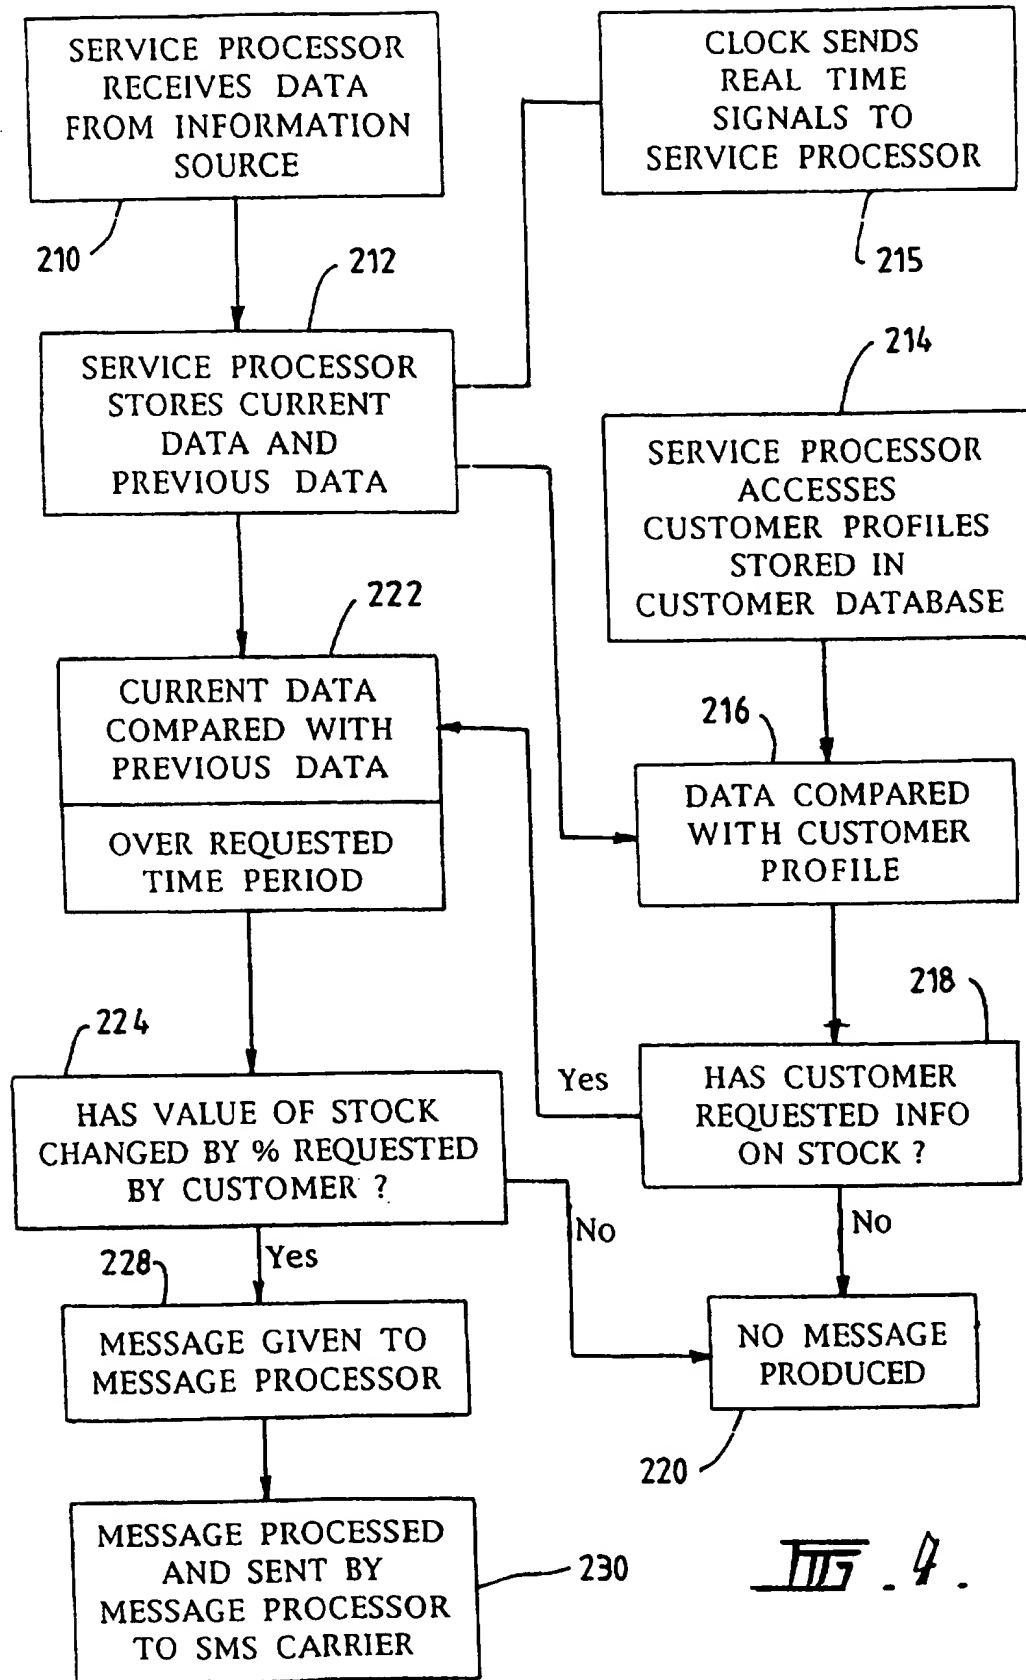 SERVICE PROCESSOR
RECEIVES DATA
FROM INFORMATION
SOURCE
210
CLOCK SENDS
REAL TIME
SIGNALS TO
SERVICE PROCESSOR
215
212
SERVICE PROCESSOR
STORES CURRENT
DATA AND
PREVIOUS DATA
214
SERVICE PROCESSOR
ACCESSES
CUSTOMER PROFILES
STORED IN
CUSTOMER DATABASE
222
CURRENT DATA
COMPARED WITH
PREVIOUS DATA
OVER REQUESTED
TIME PERIOD
216
DATA COMPARED
WITH CUSTOMER
PROFILE
218
HAS CUSTOMER
REQUESTED INFO
ON STOCK ?
Yes
No
224
HAS VALUE OF STOCK
CHANGED BY % REQUESTED
BY CUSTOMER ?
No
Yes
228
MESSAGE GIVEN TO
MESSAGE PROCESSOR
NO MESSAGE
PRODUCED
220
MESSAGE PROCESSED
AND SENT BY
MESSAGE PROCESSOR
TO SMS CARRIER
230
FIG. 4.